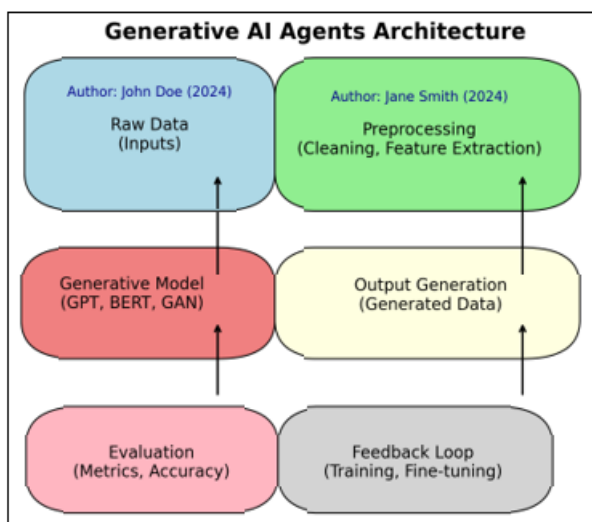 Generative AI Agents Architecture
Author: John Doe (2024)
Raw Data
(Inputs)
Author: Jane Smith (2024)
Preprocessing
(Cleaning, Feature Extraction)
Generative Model
(GPT, BERT, GAN)
Output Generation
(Generated Data)
Evaluation
(Metrics, Accuracy)
Feedback Loop
(Training, Fine-tuning)